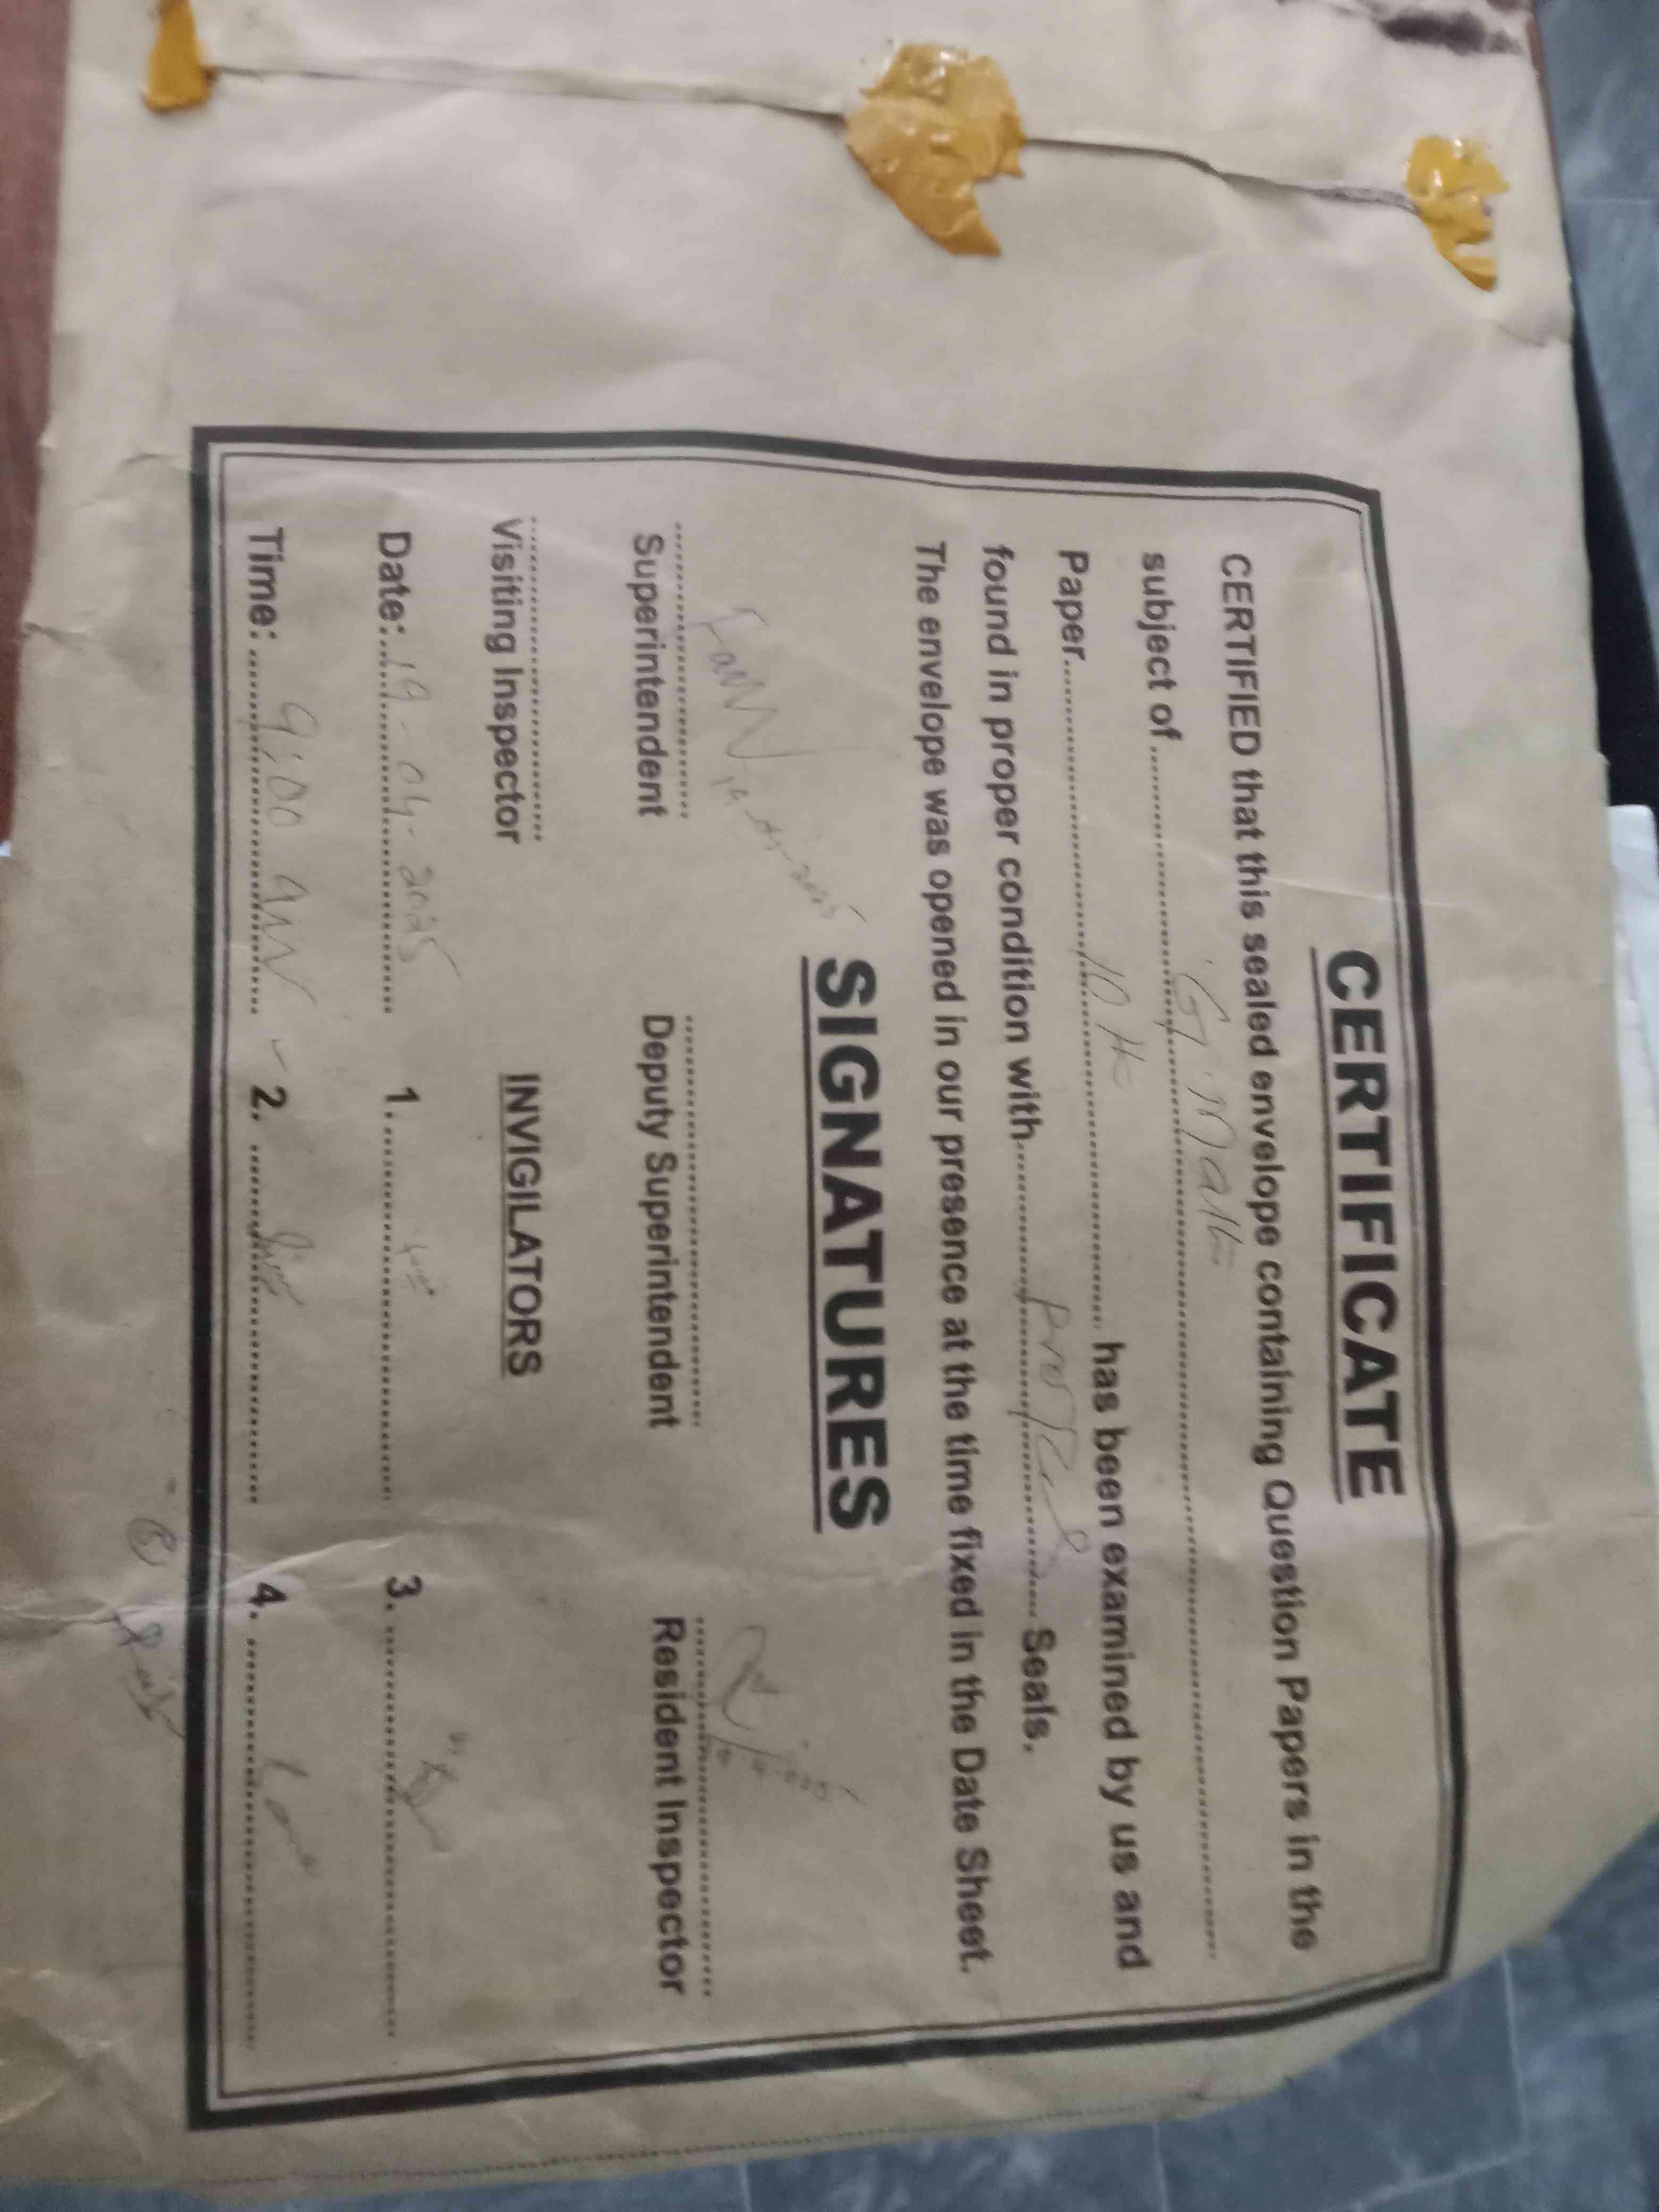 CERTIFICATE
CERTIFIED that this sealed envelope containing Question Papers in the
subject of.......... G. Math ..........
Paper.......... 10th .......... has been examined by us and
found in proper condition with.......... .......... Seals.
The envelope was opened in our presence at the time fixed in the Date Sheet.
SIGNATURES
Superintendent Deputy Superintendent Resident Inspector
Visiting Inspector INVIGILATORS
Date: 19-04-2025 1. 3.
Time: 9:00 AM 2. 4.